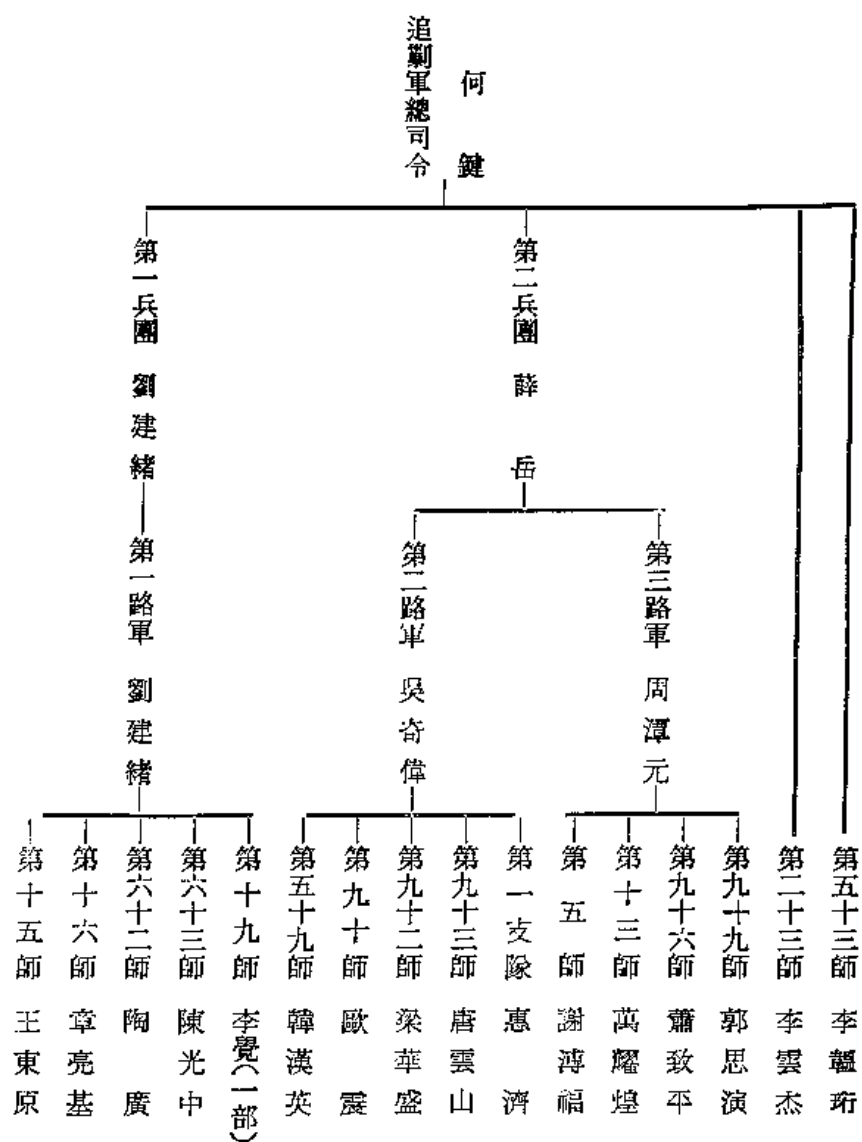 追剿軍總司令 何鍵
第一兵團 劉建緒
第二兵團 薛岳
第一路軍 劉建緒
第二路軍 吳奇偉
第三路軍 周渾元
第十五師 王東原
第十六師 章亮基
第六十二師 陶廣
第六十三師 陳光中
第十九師 李覺(一部)
第五十九師 韓漢英
第九十師 歐震
第九十二師 梁華盛
第九十三師 唐雲山
第一支隊 惠濟
第五師 謝溥福
第十三師 萬耀煌
第九十六師 蕭致平
第九十九師 郭思演
第二十三師 李雲杰
第五十三師 李韞珩